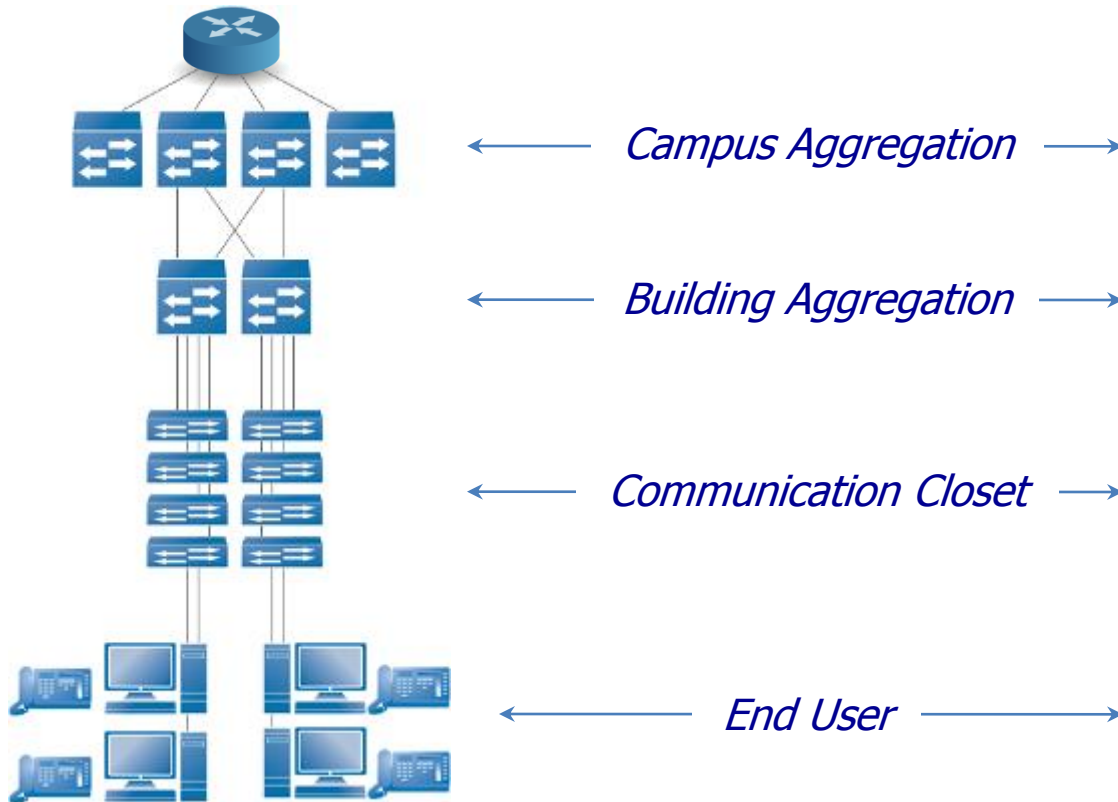 Campus Aggregation
Building Aggregation
Communication Closet
End User